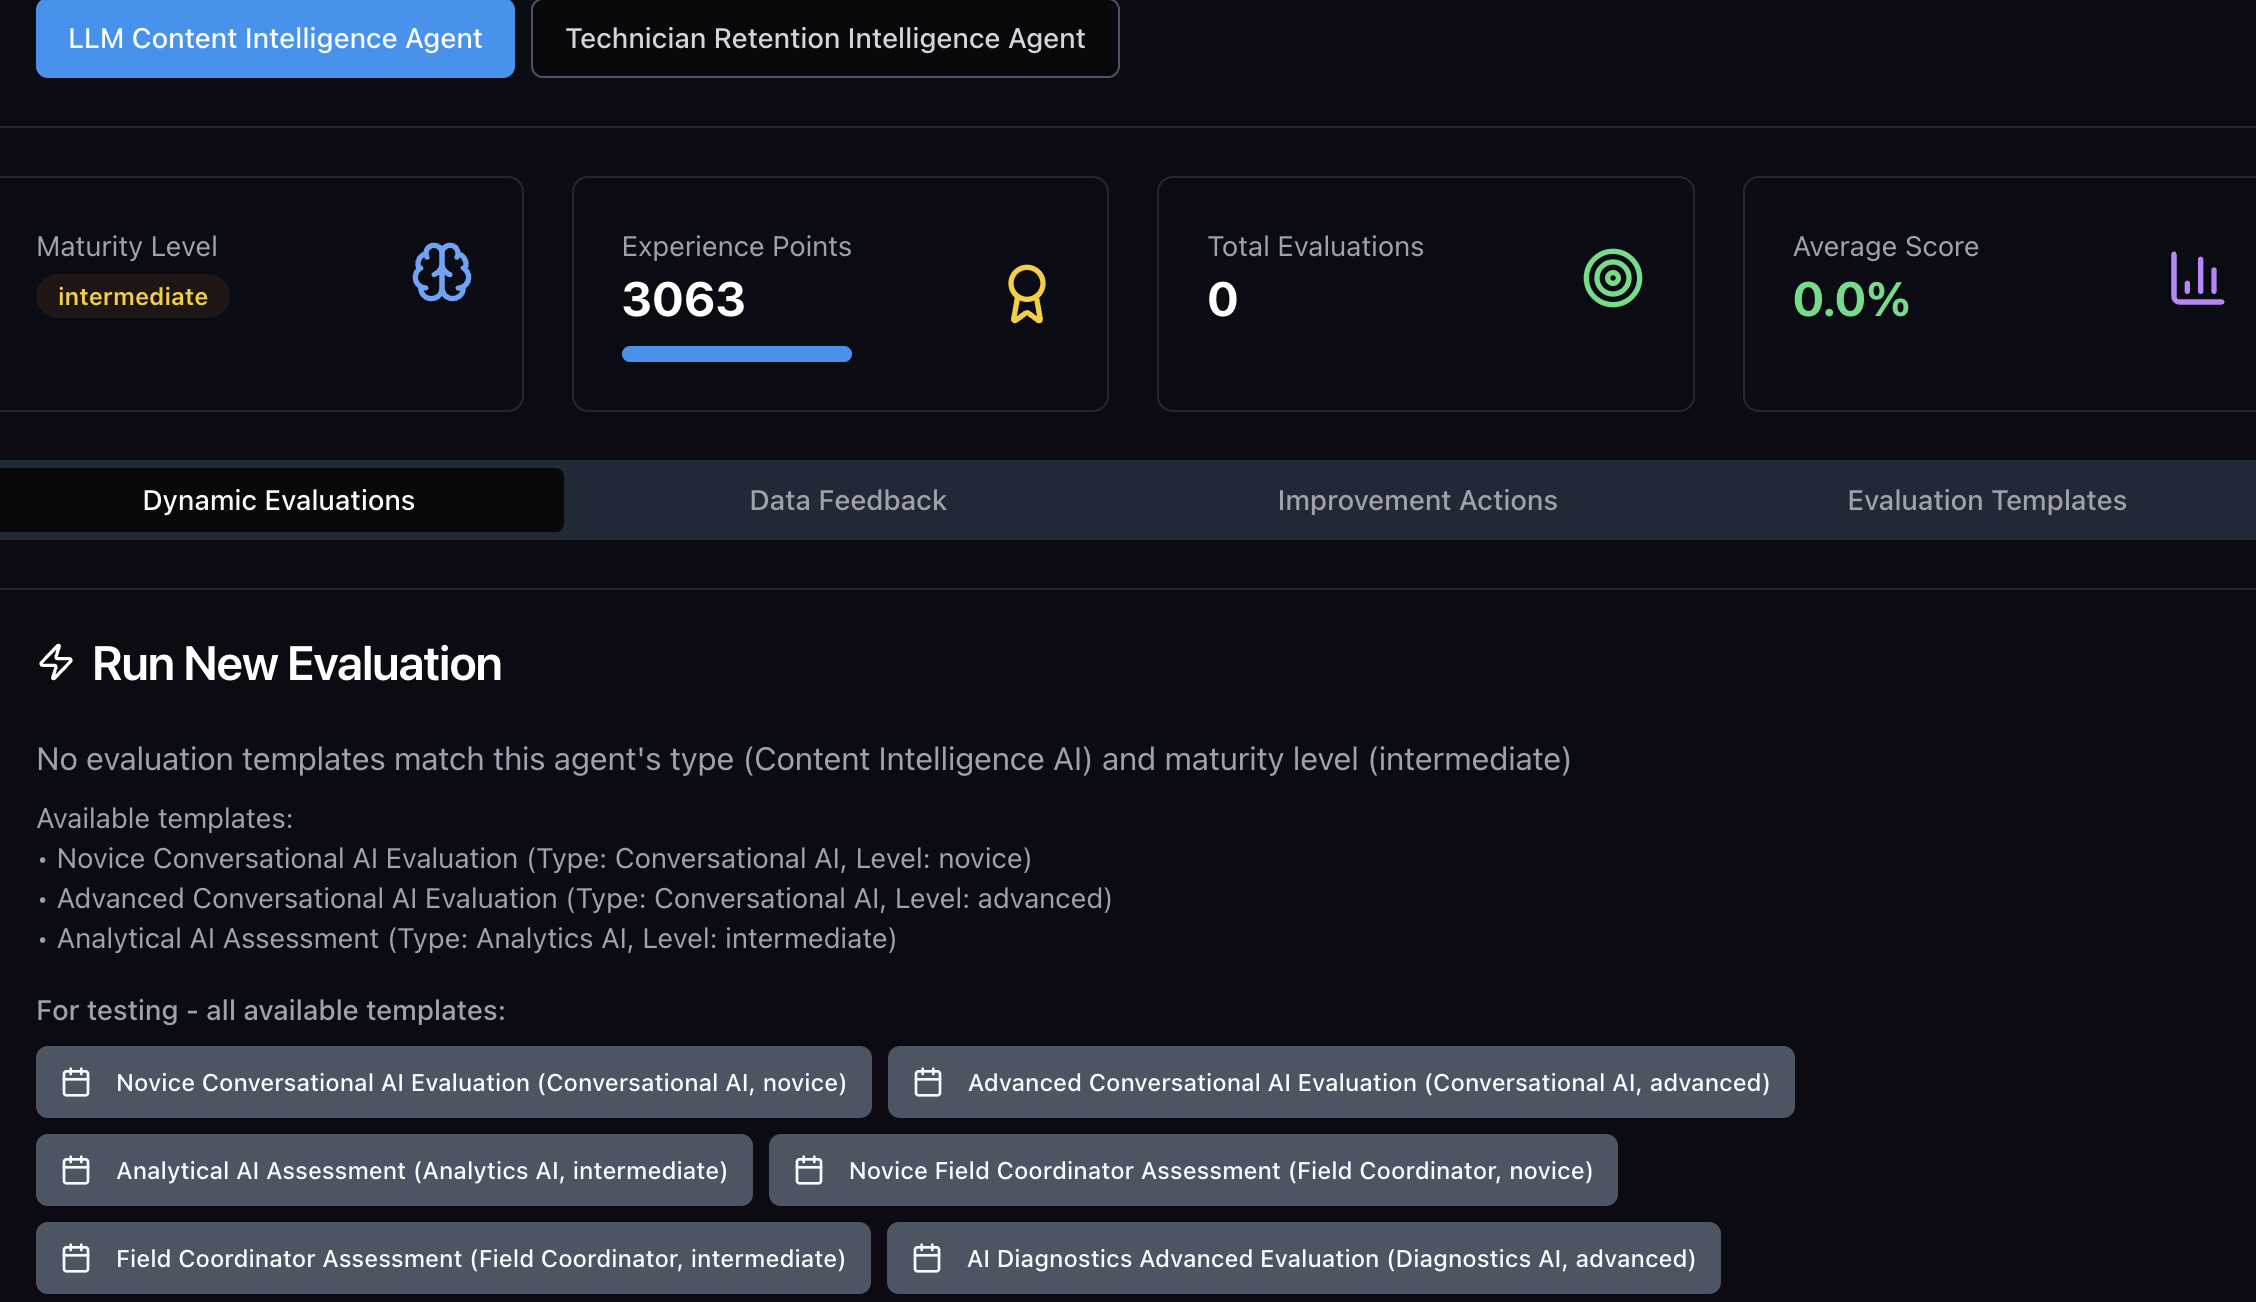 LLM Content Intelligence Agent
Technician Retention Intelligence Agent
Maturity Level
intermediate
Experience Points
3063
Total Evaluations
0
Average Score
0.0%
Dynamic Evaluations
Data Feedback
Improvement Actions
Evaluation Templates
Run New Evaluation
No evaluation templates match this agent's type (Content Intelligence AI) and maturity level (intermediate)
Available templates:
• Novice Conversational AI Evaluation (Type: Conversational AI, Level: novice)
• Advanced Conversational AI Evaluation (Type: Conversational AI, Level: advanced)
• Analytical AI Assessment (Type: Analytics AI, Level: intermediate)
For testing - all available templates:
Novice Conversational AI Evaluation (Conversational AI, novice)
Advanced Conversational AI Evaluation (Conversational AI, advanced)
Analytical AI Assessment (Analytics AI, intermediate)
Novice Field Coordinator Assessment (Field Coordinator, novice)
Field Coordinator Assessment (Field Coordinator, intermediate)
AI Diagnostics Advanced Evaluation (Diagnostics AI, advanced)